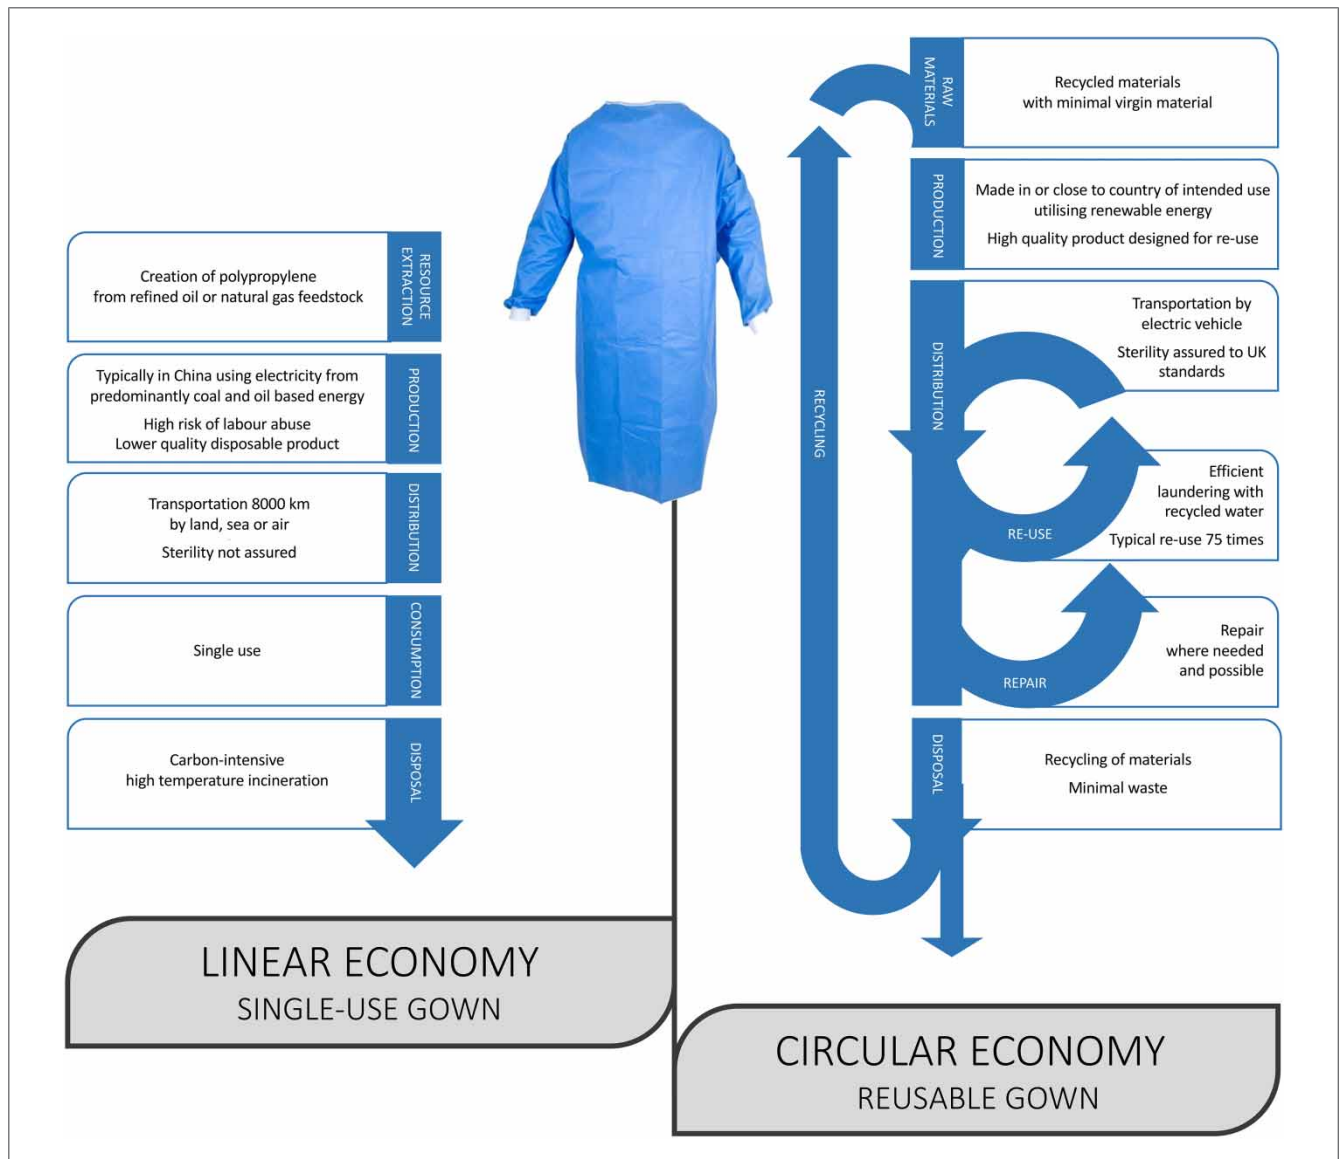 RESOURCE
EXTRACTION
Creation of polypropylene
from refined oil or natural gas feedstock
PRODUCTION
Typically in China using electricity from
predominantly coal and oil based energy
High risk of labour abuse
Lower quality disposable product
DISTRIBUTION
Transportation 8000 km
by land, sea or air
Sterility not assured
CONSUMPTION
Single use
DISPOSAL
Carbon-intensive
high temperature incineration
LINEAR ECONOMY
SINGLE-USE GOWN
RAW
MATERIALS
Recycled materials
with minimal virgin material
PRODUCTION
Made in or close to country of intended use
utilising renewable energy
High quality product designed for re-use
DISTRIBUTION
Transportation by
electric vehicle
Sterility assured to UK
standards
RE-USE
Efficient
laundering with
recycled water
Typical re-use 75 times
REPAIR
Repair
where needed
and possible
DISPOSAL
Recycling of materials
Minimal waste
RECYCLING
CIRCULAR ECONOMY
REUSABLE GOWN